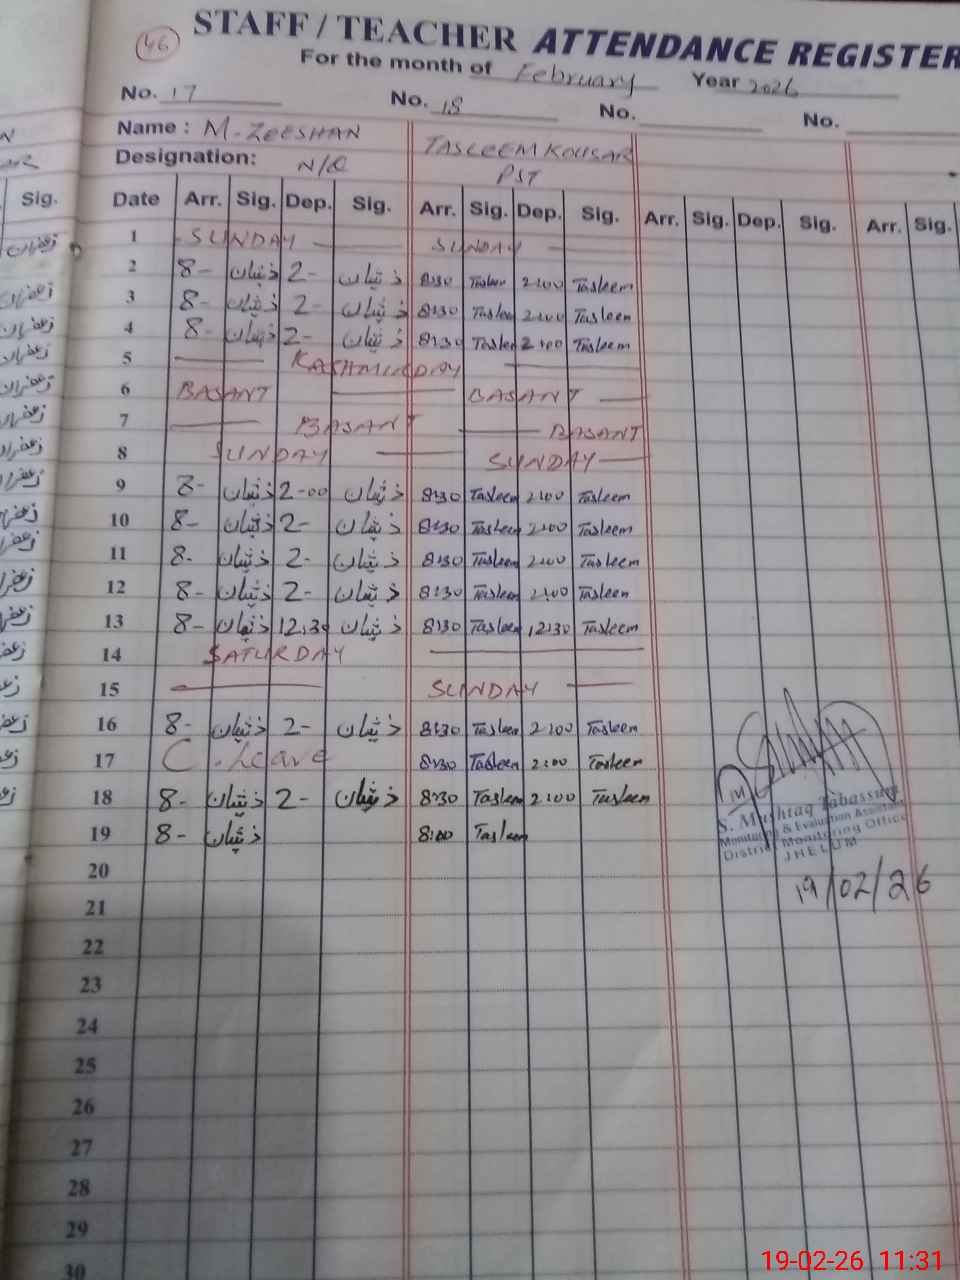 46
STAFF / TEACHER ATTENDANCE REGISTER
For the month of February Year 2026
No. 17 No. 18 No. No.
Name : M-ZEESHAN TASLEEM KOUSAR
Designation: N/Q PST
Sig. Date Arr. Sig. Dep. Sig. Arr. Sig. Dep. Sig. Arr. Sig. Dep. Sig. Arr. Sig.
1 SUNDAY SUNDAY
2 8- ذیشان 2- ذیشان 8:30 Tasleem 2:00 Tasleem
3 8- ذیشان 2- ذیشان 8:30 Tasleem 2:00 Tasleem
4 8- ذیشان 2- ذیشان 8:30 Tasleem 2:00 Tasleem
5 KASHMIR DAY
6 BASANT BASANT
7 BASANT BASANT
8 SUNDAY SUNDAY
9 8- ذیشان 2-00 ذیشان 8:30 Tasleem 2:00 Tasleem
10 8- ذیشان 2- ذیشان 8:30 Tasleem 2:00 Tasleem
11 8- ذیشان 2- ذیشان 8:30 Tasleem 2:00 Tasleem
12 8- ذیشان 2- ذیشان 8:30 Tasleem 2:00 Tasleem
13 8- ذیشان 12:30 ذیشان 8:30 Tasleem 12:30 Tasleem
14 SATURDAY
15 SUNDAY
16 8- ذیشان 2- ذیشان 8:30 Tasleem 2:00 Tasleem
17 C. Leave 8:30 Tasleem 2:00 Tasleem
18 8- ذیشان 2- ذیشان 8:30 Tasleem 2:00 Tasleem
19 8- ذیشان 8:00 Tasleem
S. Mushtaq Tabassum
Monitoring & Evaluation Assistant
District Monitoring Office
JHELUM
20
19/02/26
21
22
23
24
25
26
27
28
29
30
19-02-26 11:31